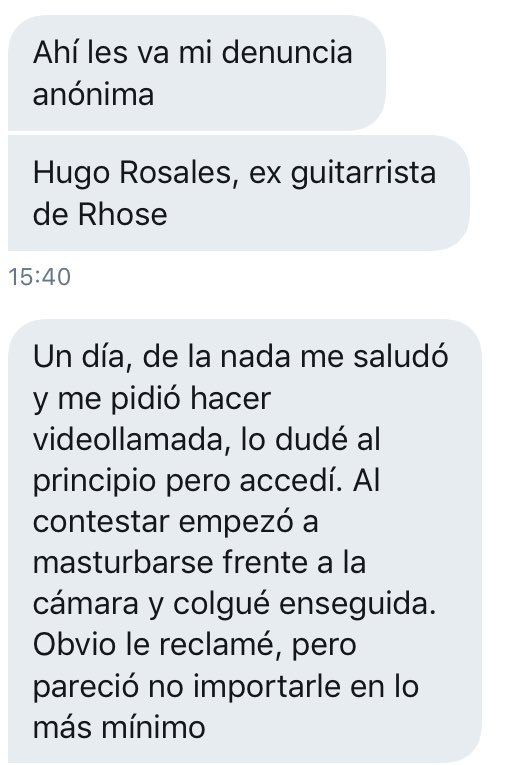 Ahí les va mi denuncia
anónima
Hugo Rosales, ex guitarrista
de Rhose
15:40
Un día, de la nada me saludó
y me pidió hacer
videollamada, lo dudé al
principio pero accedí. Al
contestar empezó a
masturbarse frente a la
cámara y colgué enseguida.
Obvio le reclamé, pero
pareció no importarle en lo
más mínimo